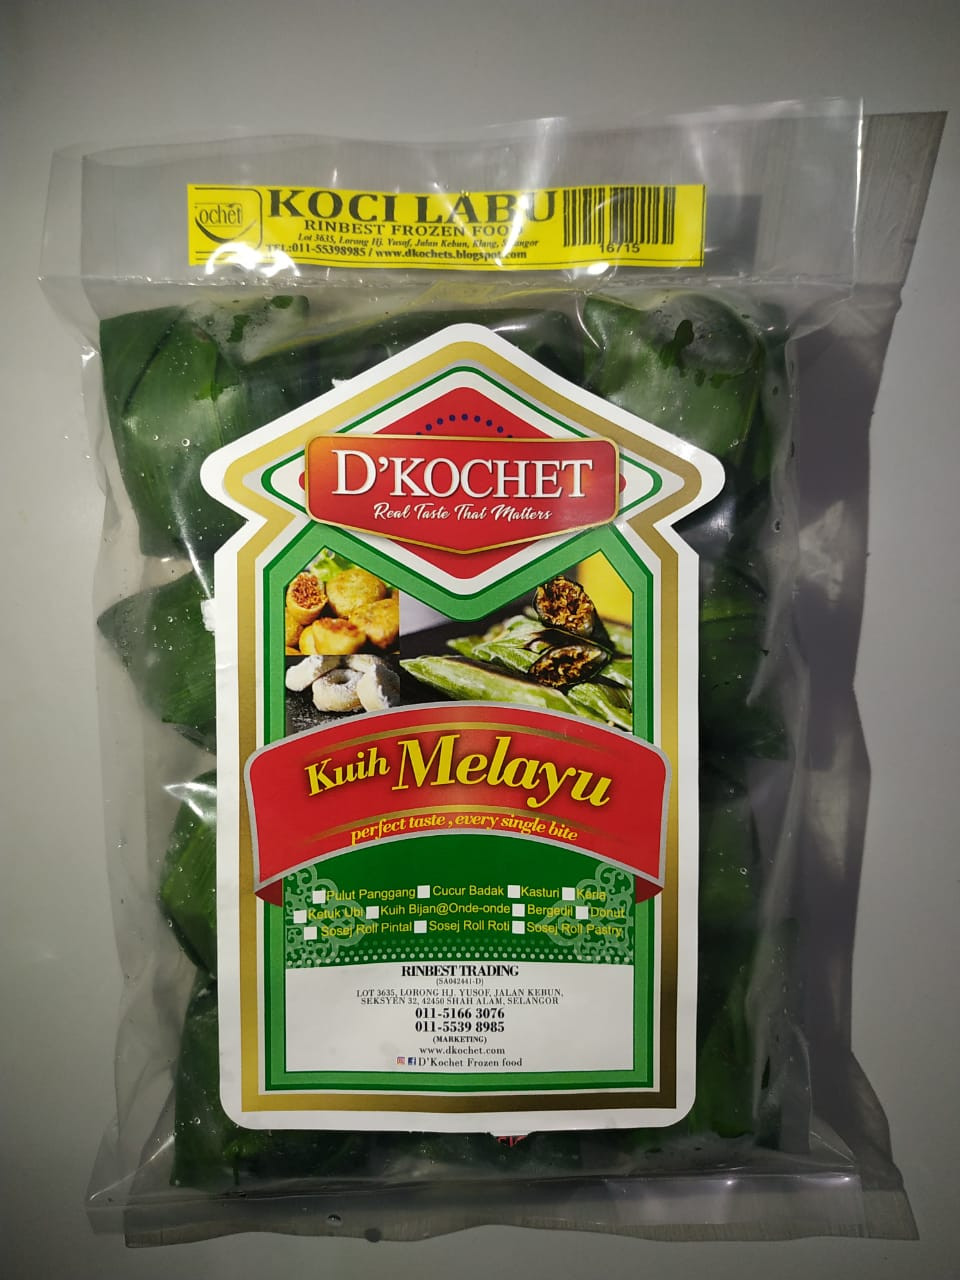 ochet
KOCI LABU
RINBEST FROZEN FOOD
Lot 3635, Lorong Hj. Yusof, Jalan Kebun, Klang, Selangor
TEL:011-55398985 / www.dkochets.blogspot.com
16715
D'KOCHET
Real Taste That Matters
Kuih Melayu
perfect taste, every single bite
Pulut Panggang Cucur Badak Kasturi Keria
Ketuk Ubi Kuih Bijan@Onde-onde Bergedil Donut
Sosej Roll Pintal Sosej Roll Roti Sosej Roll Pastry
RINBEST TRADING
(SA042441-D)
LOT 3635, LORONG HJ. YUSOF, JALAN KEBUN,
SEKSYEN 32, 42450 SHAH ALAM, SELANGOR
011-5166 3076
011-5539 8985
(MARKETING)
www.dkochet.com
D'Kochet Frozen food